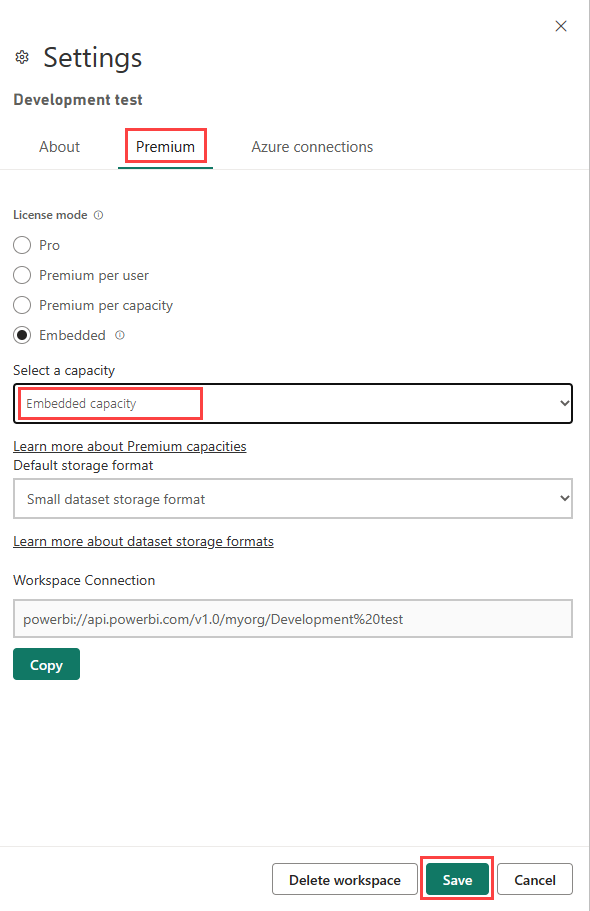 Settings
Development test
About Premium Azure connections
License mode
Pro
Premium per user
Premium per capacity
Embedded
Select a capacity
Embedded capacity
Learn more about Premium capacities
Default storage format
Small dataset storage format
Learn more about dataset storage formats
Workspace Connection
powerbi://api.powerbi.com/v1.0/myorg/Development%20test
Copy
Delete workspace Save Cancel